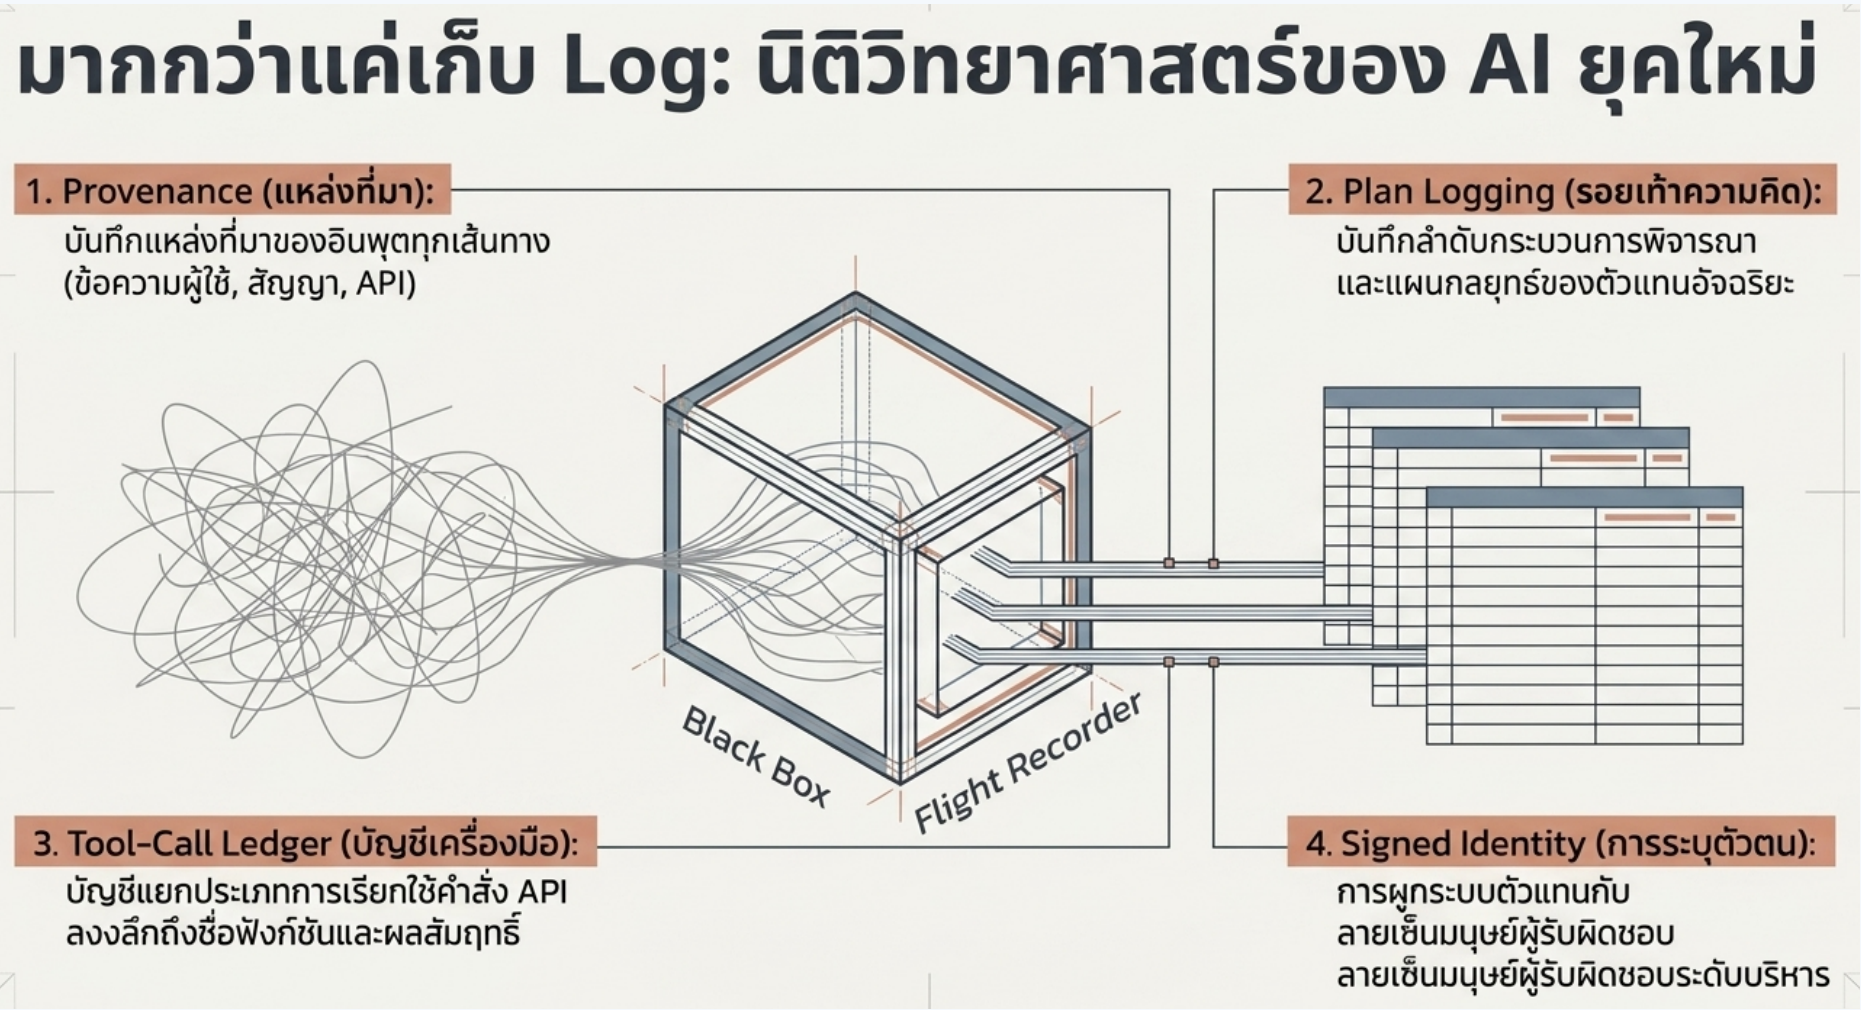 มากกว่าแค่เก็บ Log: นิติวิทยาศาสตร์ของ AI ยุคใหม่
1. Provenance (แหล่งที่มา):
บันทึกแหล่งที่มาของอินพุตทุกเส้นทาง
(ข้อความผู้ใช้, สัญญา, API)
2. Plan Logging (รอยเท้าความคิด):
บันทึกลำดับกระบวนการพิจารณา
และแผนกลยุทธ์ของตัวแทนอัจฉริยะ
Black Box
Flight Recorder
3. Tool-Call Ledger (บัญชีเครื่องมือ):
บัญชีแยกประเภทการเรียกใช้คำสั่ง API
ลงงลึกถึงชื่อฟังก์ชันและผลสัมฤทธิ์
4. Signed Identity (การระบุตัวตน):
การผูกระบบตัวแทนกับ
ลายเซ็นมนุษย์ผู้รับผิดชอบ
ลายเซ็นมนุษย์ผู้รับผิดชอบระดับบริหาร